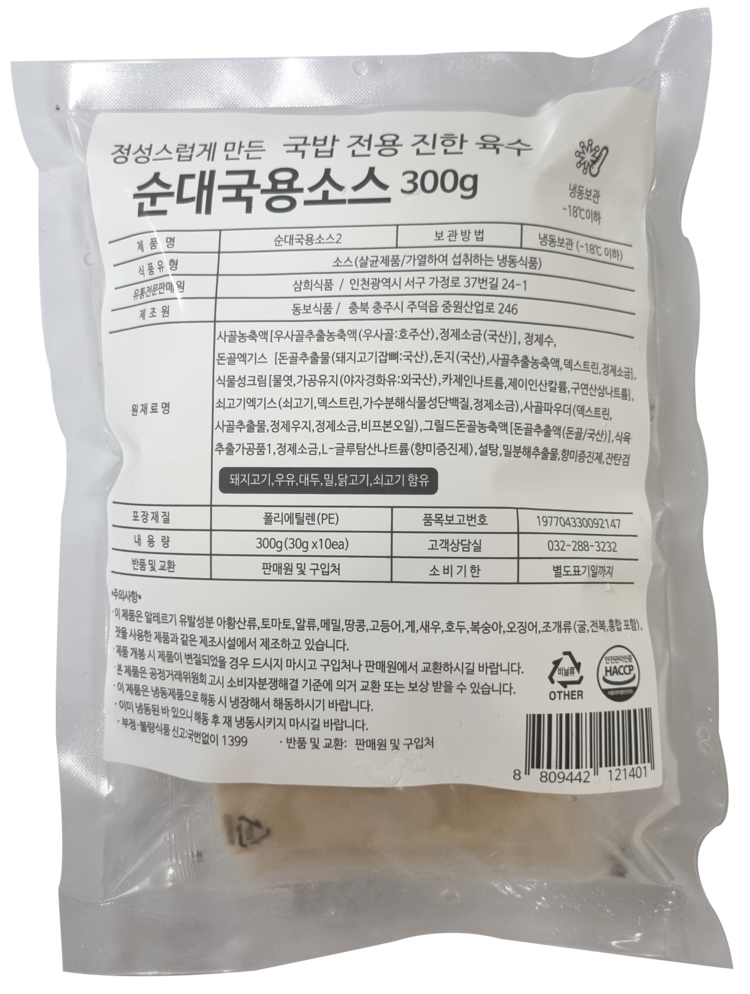 정성스럽게 만든 국밥 전용 진한 육수
순대국용소스 300g
냉동보관
-18℃이하
제 품 명 순대국용소스2 보 관 방 법 냉동보관 (-18℃ 이하)
식 품 유 형 소스(살균제품/가열하여 섭취하는 냉동식품)
유통전문판매원 삼희식품 / 인천광역시 서구 가정로 37번길 24-1
제 조 원 동보식품 / 충북 충주시 주덕읍 중원산업로 246
원 재 료 명
사골농축액[우사골추출농축액(우사골:호주산),정제소금(국산)], 정제수,
돈골엑기스 [돈골추출물(돼지고기잡뼈:국산),돈지(국산),사골추출농축액,덱스트린,정제소금],
식물성크림[물엿,가공유지(야자경화유:외국산),카제인나트륨,제이인산칼륨,구연산삼나트륨],
쇠고기엑기스(쇠고기,덱스트린,가수분해식물성단백질,정제소금),사골파우더(덱스트린,
사골추출물,정제우지,정제소금,비프본오일),그릴드돈골농축액[돈골추출액(돈골/국산)],식육
추출가공품1,정제소금,L-글루탐산나트륨(향미증진제),설탕,밀분해추출물,향미증진제,잔탄검
돼지고기,우유,대두,밀,닭고기,쇠고기 함유
포 장 재 질 폴리에틸렌(PE) 품목보고번호 197704330092147
내 용 량 300g(30g x10ea) 고객상담실 032-288-3232
반품 및 교환 판매원 및 구입처 소 비 기 한 별도표기일까지
*주의사항*
·이 제품은 알레르기 유발성분 아황산류,토마토,알류,메밀,땅콩,고등어,게,새우,호두,복숭아,오징어,조개류(굴,전복,홍합 포함),
잣을 사용한 제품과 같은 제조시설에서 제조하고 있습니다.
·제품 개봉 시 제품이 변질되었을 경우 드시지 마시고 구입처나 판매원에서 교환하시길 바랍니다.
·본 제품은 공정거래위원회 고시 소비자분쟁해결 기준에 의거 교환 또는 보상 받을 수 있습니다.
·이 제품은 냉동제품으로 해동 시 냉장해서 해동하시기 바랍니다.
·이미 냉동된 바 있으니 해동 후 재 냉동시키지 마시길 바랍니다.
·부정·불량식품 신고:국번없이 1399 ·반품 및 교환: 판매원 및 구입처
비닐류
OTHER
안전관리인증
HACCP
식품의약품안전처
8 809442 121401